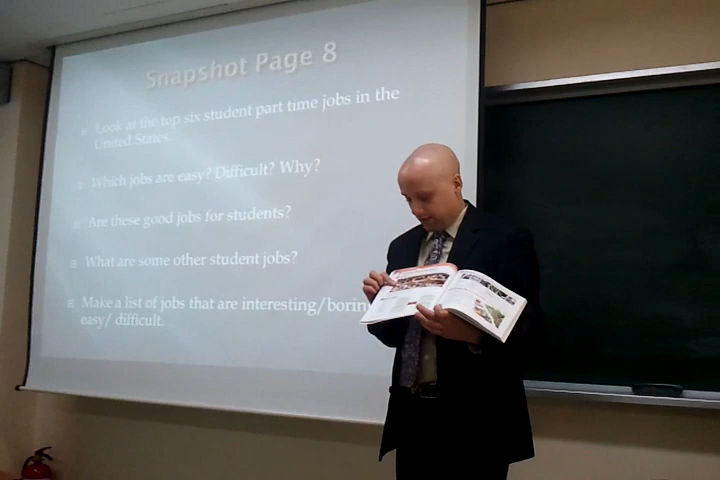 Snapshot Page 8
Look at the top six student part time jobs in the
United States.
Which jobs are easy? Difficult? Why?
Are these good jobs for students?
What are some other student jobs?
Make a list of jobs that are interesting/borin
easy/ difficult.